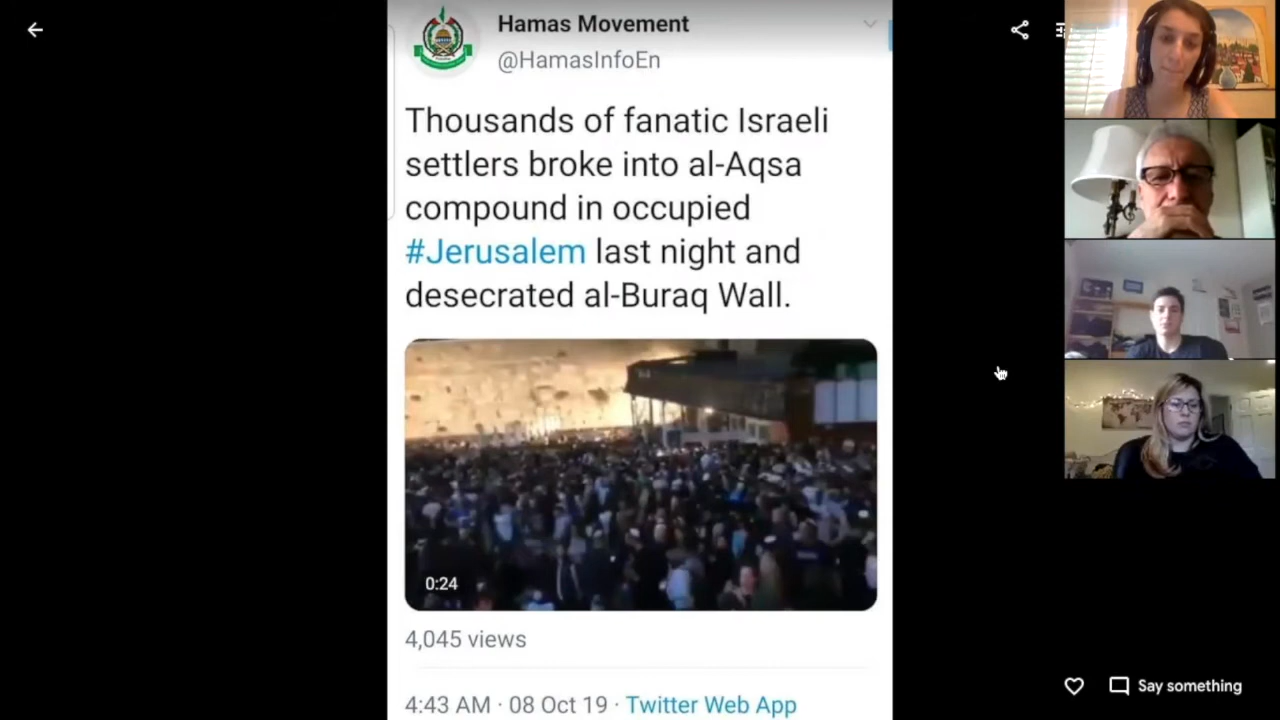 Hamas Movement
@HamasInfoEn
Thousands of fanatic Israeli
settlers broke into al-Aqsa
compound in occupied
#Jerusalem last night and
desecrated al-Buraq Wall.
0:24
4,045 views
4:43 AM · 08 Oct 19 · Twitter Web App
Say something